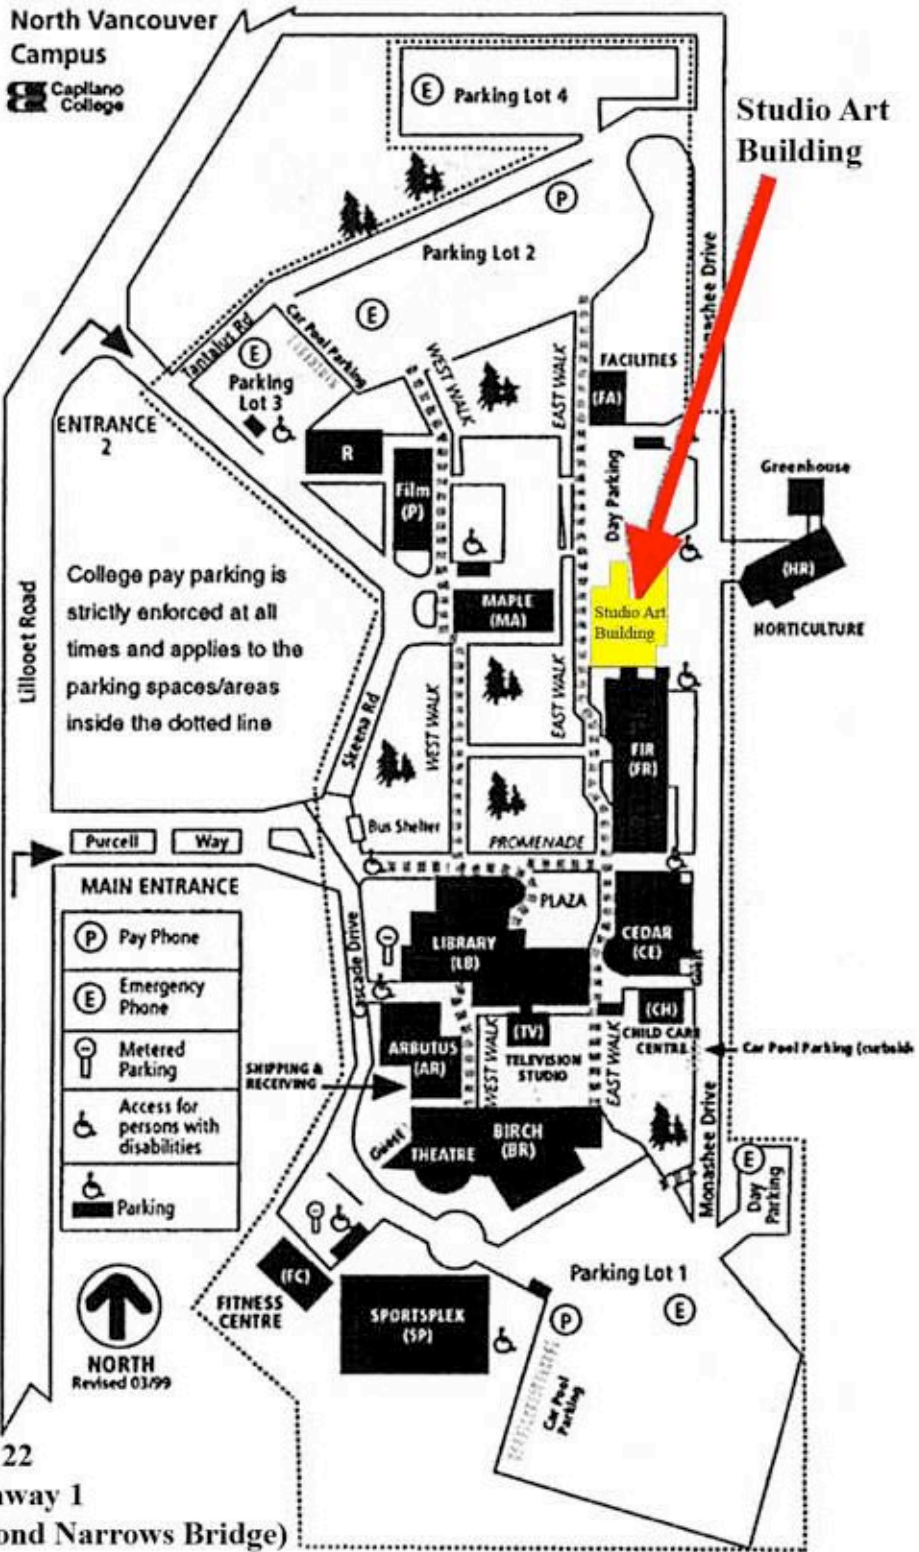 North Vancouver
Campus
Capilano
College
E
Parking Lot 4
Studio Art
Building
P
Parking Lot 2
E
Car Pool Parking
Tantalus Rd
E
Parking
Lot 3
ENTRANCE
2
WEST WALK
EAST WALK
FACILITIES
(FA)
R
Film
(P)
Day Parking
Greenhouse
(HR)
HORTICULTURE
College pay parking is
strictly enforced at all
times and applies to the
parking spaces/areas
inside the dotted line
Lillooet Road
MAPLE
(MA)
Studio Art
Building
Skeena Rd
WEST WALK
EAST WALK
FIR
(FR)
Bus Shelter
PROMENADE
Purcell
Way
MAIN ENTRANCE
PLAZA
LIBRARY
(LB)
CEDAR
(CE)
Guest
Cascade Drive
P
Pay Phone
E
Emergency
Phone
Metered
Parking
Access for
persons with
disabilities
Parking
ARBUTUS
(AR)
SHIPPING &
RECEIVING
WEST WALK
(TV)
TELEVISION
STUDIO
EAST WALK
(CH)
CHILD CARE
CENTRE
Car Pool Parking (curbside
Monashee Drive
Guest
THEATRE
BIRCH
(BR)
E
Day
Parking
(FC)
FITNESS
CENTRE
SPORTSPLEX
(SP)
Parking Lot 1
P
E
Car Pool
Parking
NORTH
Revised 03/99
22
way 1
ond Narrows Bridge)